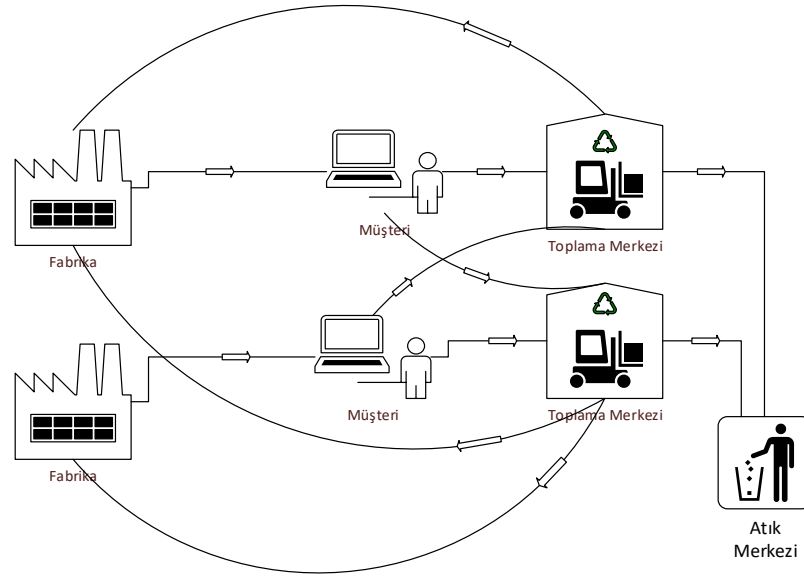 Müşteri
Toplama Merkezi
Fabrika
Müşteri
Toplama Merkezi
Fabrika
Atık
Merkezi